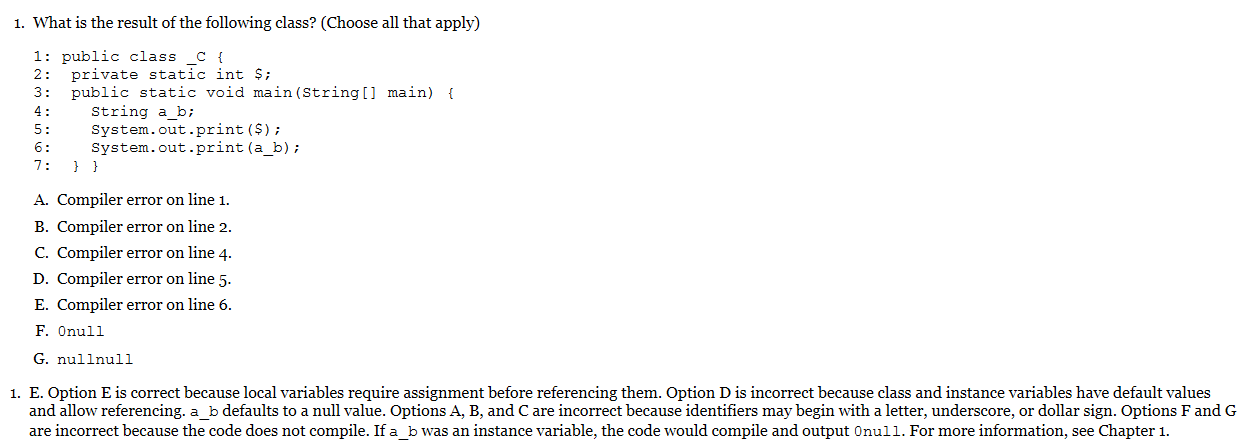 1. What is the result of the following class? (Choose all that apply)
1: public class _C {
2:  private static int $;
3:  public static void main(String[] main) {
4:    String a_b;
5:    System.out.print($);
6:    System.out.print(a_b);
7:  } }
A. Compiler error on line 1.
B. Compiler error on line 2.
C. Compiler error on line 4.
D. Compiler error on line 5.
E. Compiler error on line 6.
F. 0null
G. nullnull
1. E. Option E is correct because local variables require assignment before referencing them. Option D is incorrect because class and instance variables have default values
and allow referencing. a_b defaults to a null value. Options A, B, and C are incorrect because identifiers may begin with a letter, underscore, or dollar sign. Options F and G
are incorrect because the code does not compile. If a_b was an instance variable, the code would compile and output 0null. For more information, see Chapter 1.